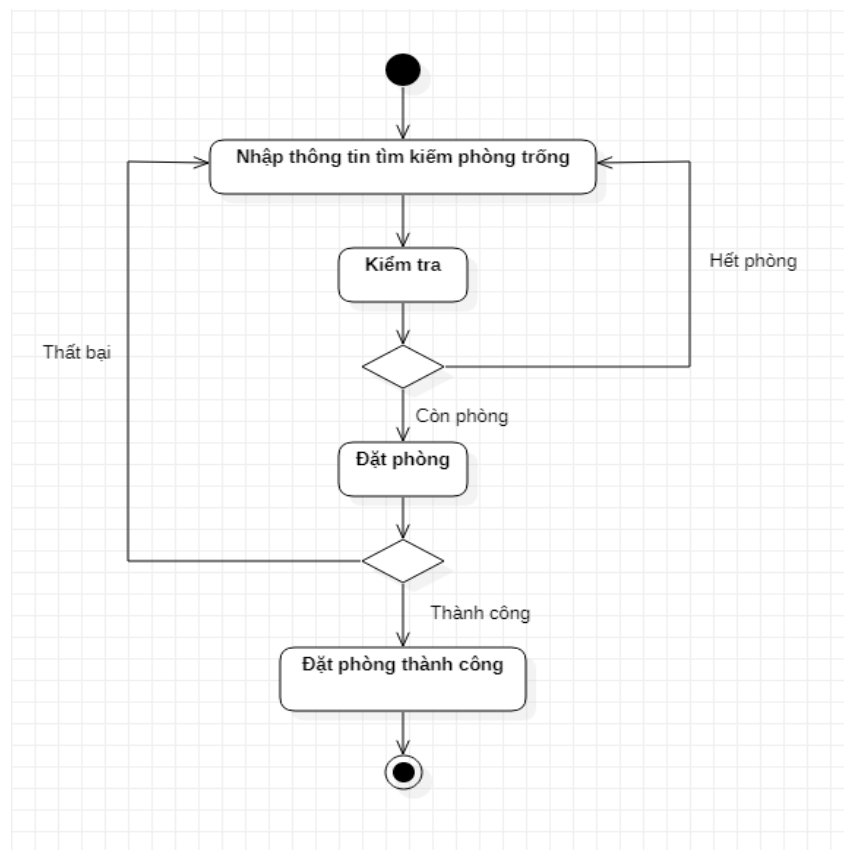 Nhập thông tin tìm kiếm phòng trống
Kiểm tra
Hết phòng
Thất bại
Còn phòng
Đặt phòng
Thành công
Đặt phòng thành công